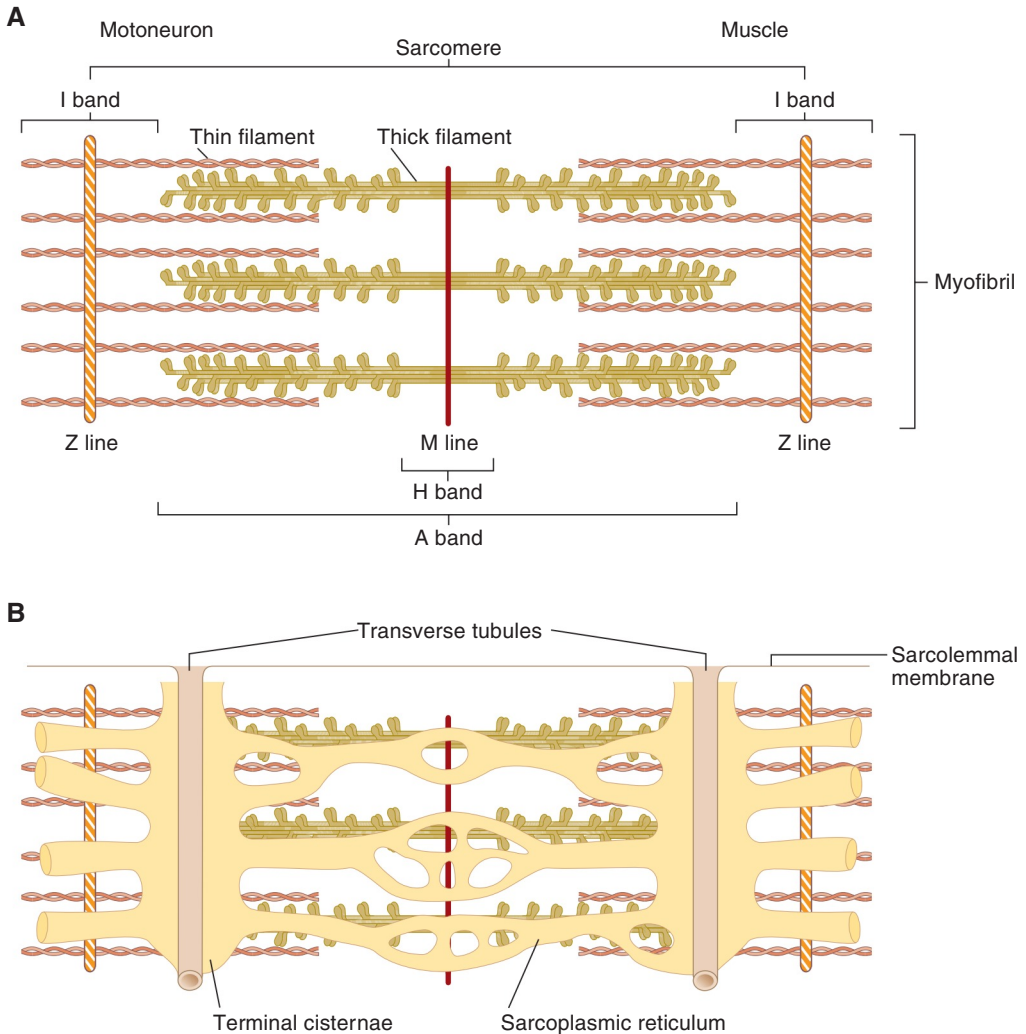 A
Motoneuron
Muscle
Sarcomere
I band
I band
Thin filament
Thick filament
Myofibril
Z line
M line
Z line
H band
A band
B
Transverse tubules
Sarcolemmal
membrane
Terminal cisternae
Sarcoplasmic reticulum